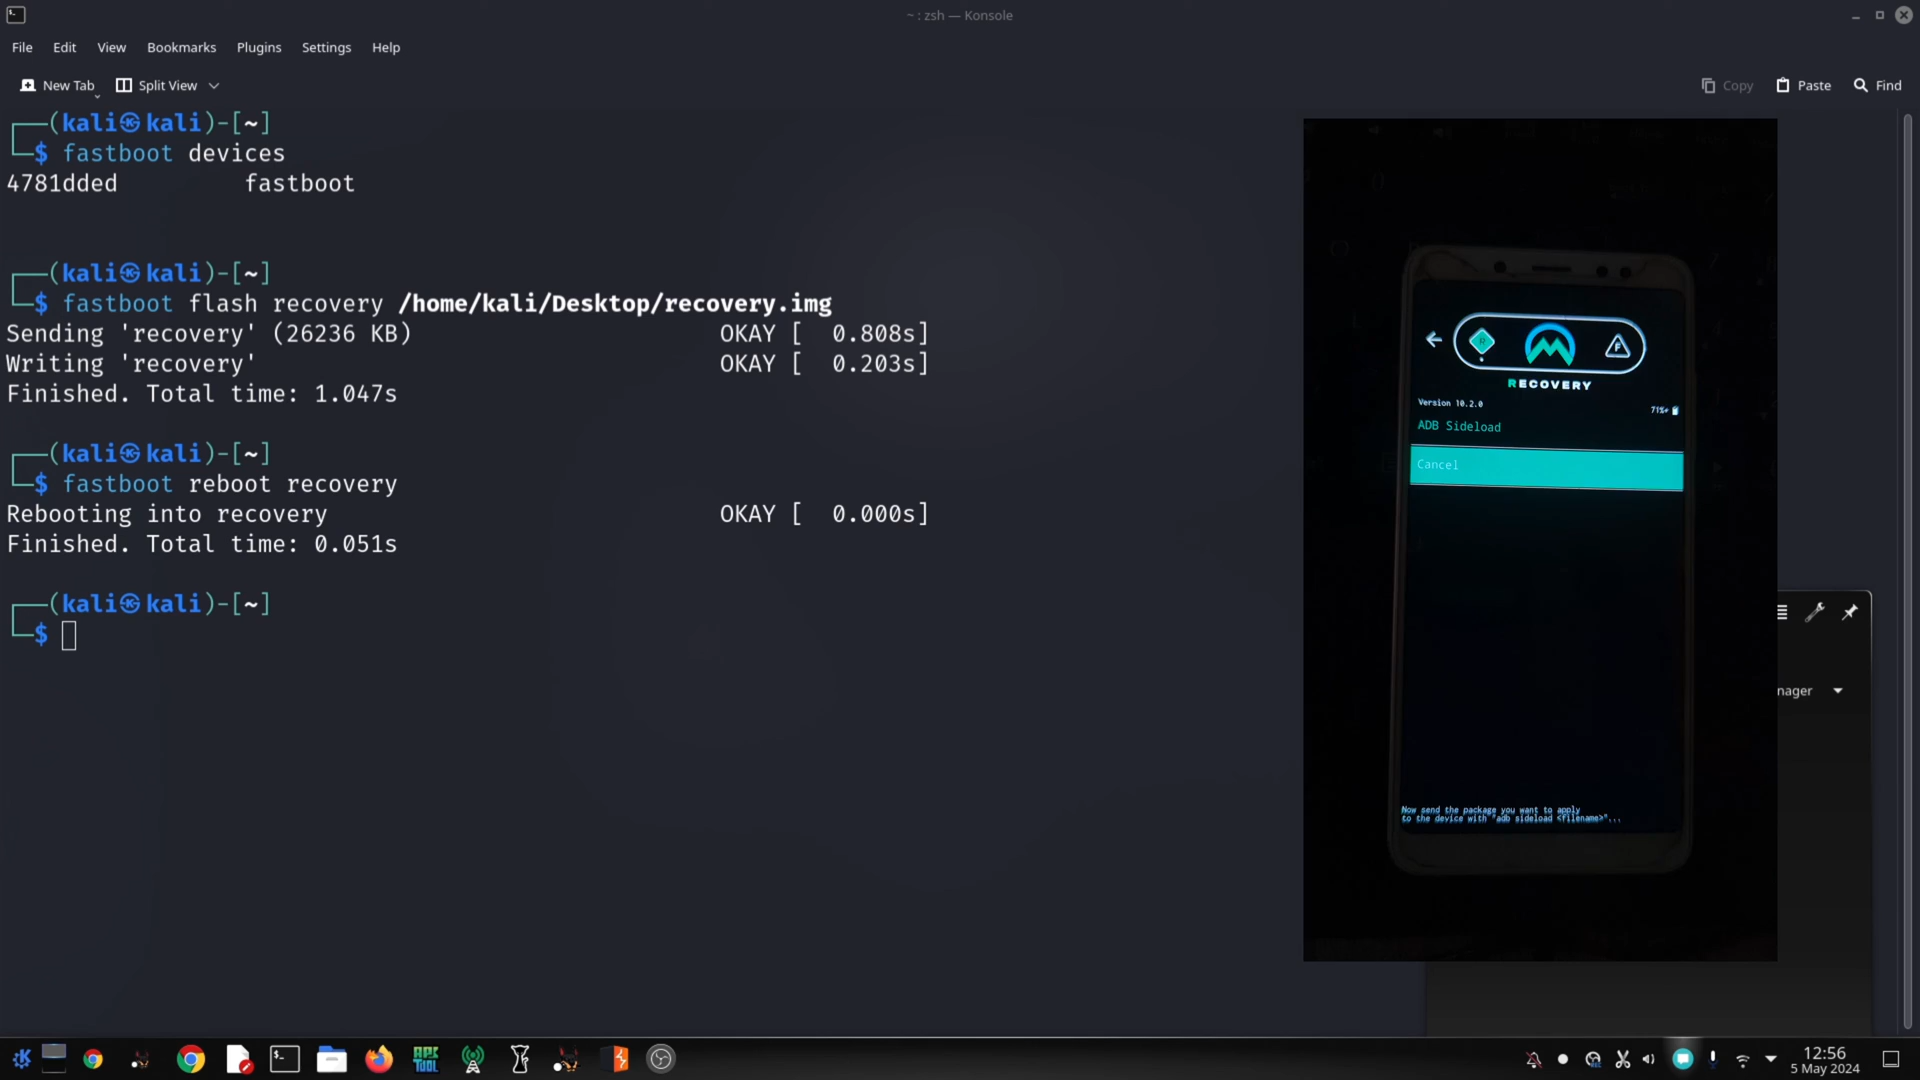 ~ : zsh — Konsole
File Edit View Bookmarks Plugins Settings Help
New Tab Split View Copy Paste Find
┌──(kali㉿kali)-[~]
└─$ fastboot devices
4781dded fastboot
┌──(kali㉿kali)-[~]
└─$ fastboot flash recovery /home/kali/Desktop/recovery.img
Sending 'recovery' (26236 KB) OKAY [ 0.808s]
Writing 'recovery' OKAY [ 0.203s]
Finished. Total time: 1.047s
┌──(kali㉿kali)-[~]
└─$ fastboot reboot recovery
Rebooting into recovery OKAY [ 0.000s]
Finished. Total time: 0.051s
┌──(kali㉿kali)-[~]
└─$
R F
RECOVERY
Version 10.2.0
71%
ADB Sideload
Cancel
Now send the package you want to apply
to the device with "adb sideload <filename>"...
nager
APK
TOOL
12:56
5 May 2024